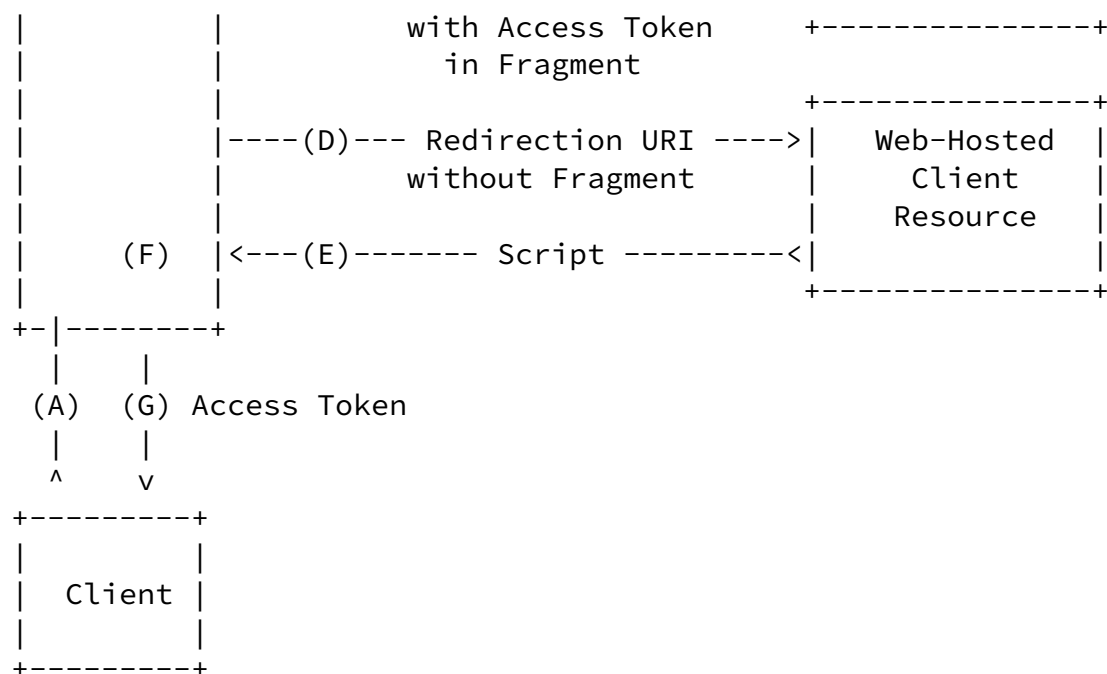 with Access Token
in Fragment
----(D)--- Redirection URI ---->
Web-Hosted
without Fragment
Client
Resource
(F) <---(E)------- Script ---------<
(A) (G) Access Token
^ v
Client